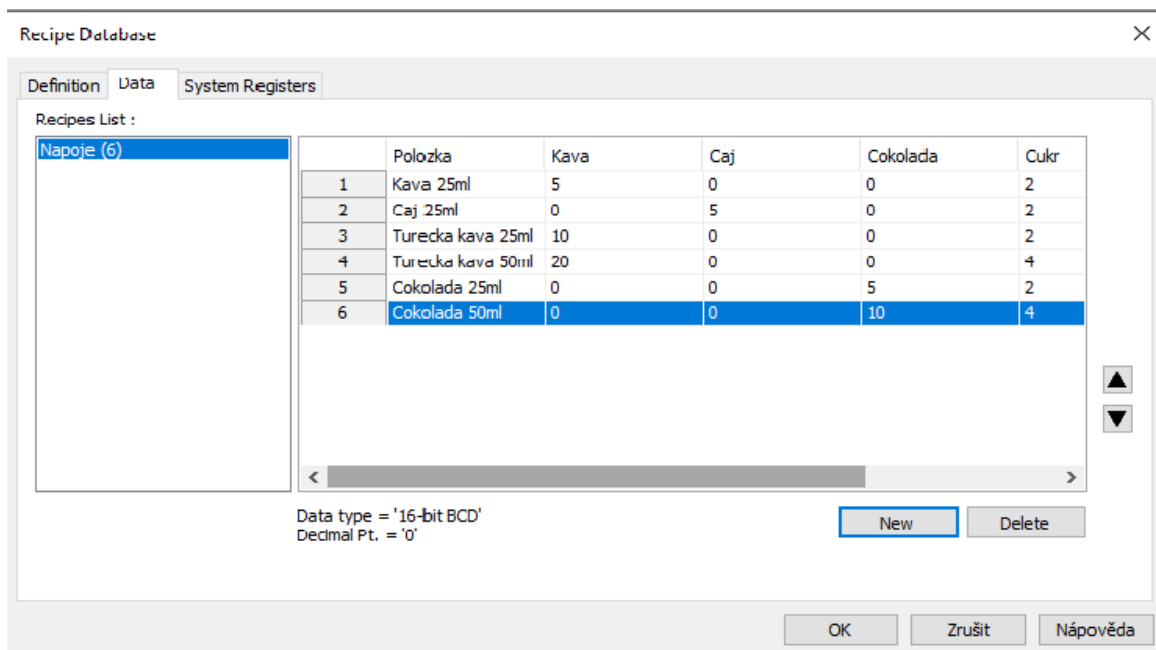 Recipe Database
Definition Data System Registers
Recipes List :
Napoje (6)
Polozka Kava Caj Cokolada Cukr
1 Kava 25ml 5 0 0 2
2 Caj 25ml 0 5 0 2
3 Turecka kava 25ml 10 0 0 2
4 Turecka kava 50ml 20 0 0 4
5 Cokolada 25ml 0 0 5 2
6 Cokolada 50ml 0 0 10 4
Data type = '16-bit BCD'
Decimal Pt. = '0'
New Delete
OK Zrušit Nápověda